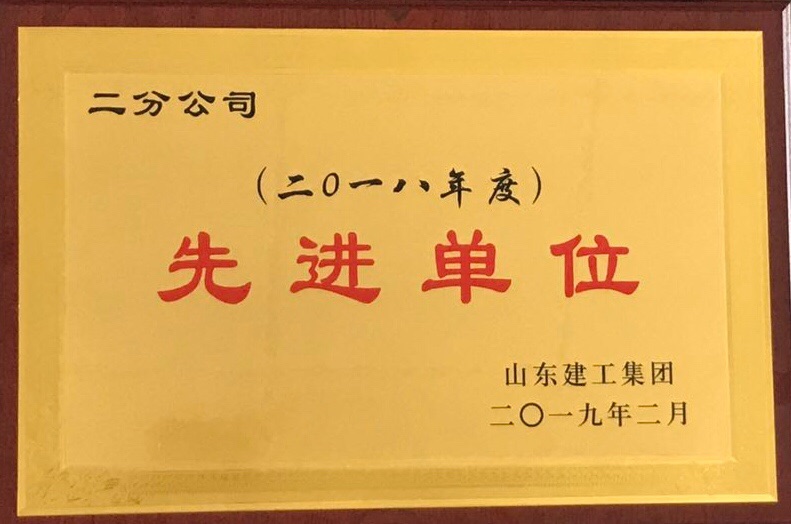 二分公司
(二0一八年度)
先进单位
山东建工集团
二〇一九年二月